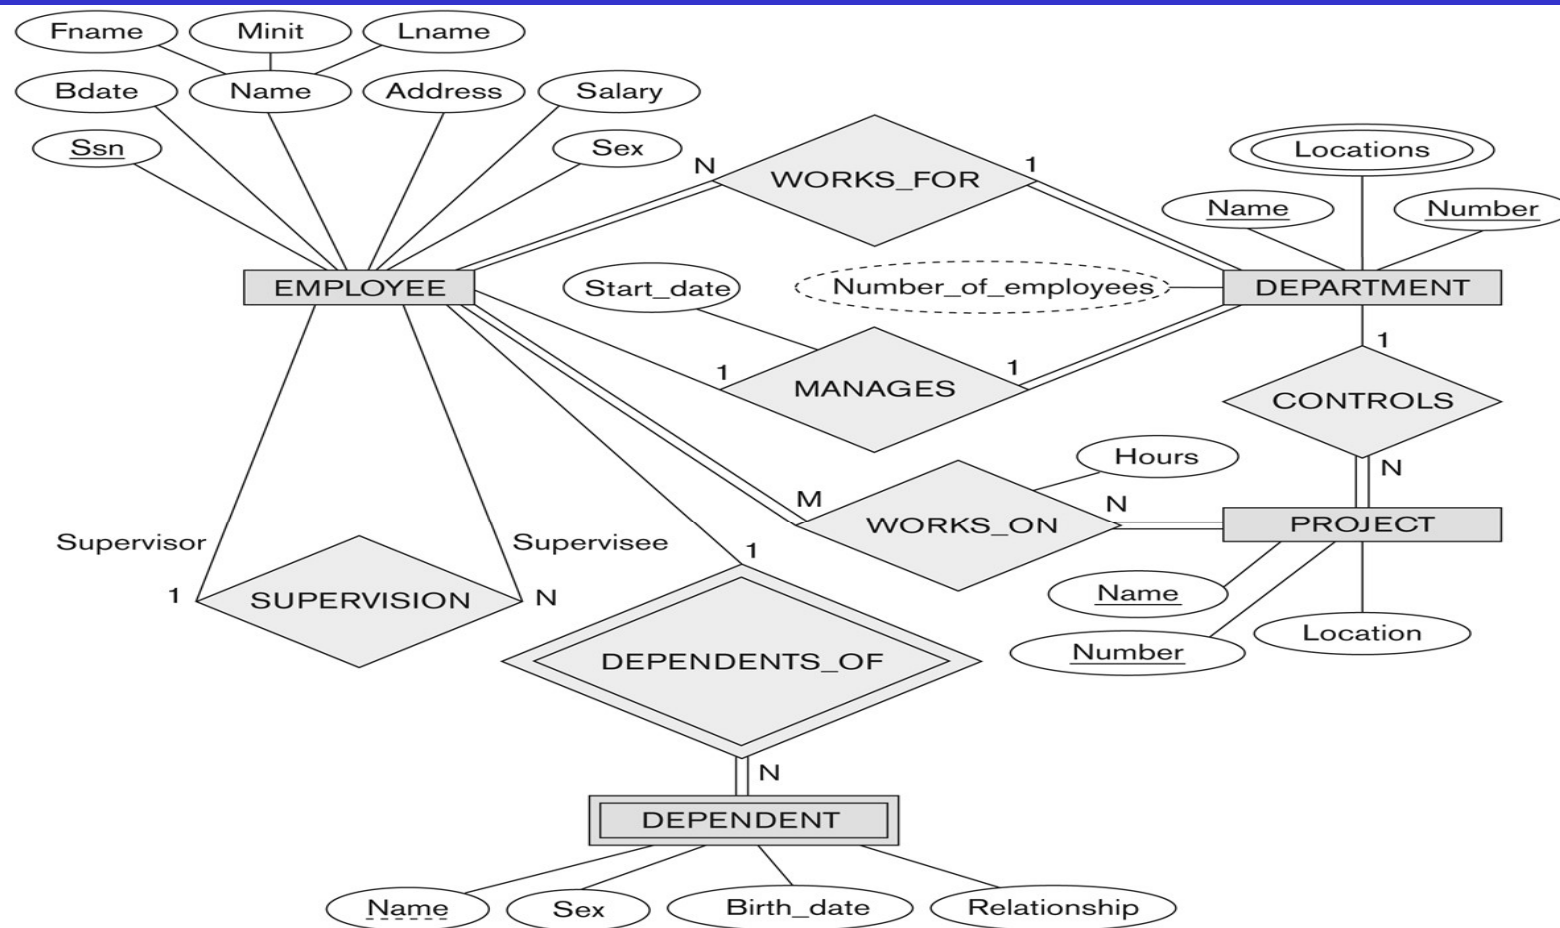 Fname Minit Lname
Bdate Name Address Salary
Ssn Sex
N WORKS_FOR 1
Locations
Name Number
EMPLOYEE Start_date Number_of_employees DEPARTMENT
1 MANAGES 1
1
CONTROLS
N
Hours
M WORKS_ON N PROJECT
Supervisor Supervisee
1 SUPERVISION N
1
Name
Number Location
DEPENDENTS_OF
N
DEPENDENT
Name Sex Birth_date Relationship